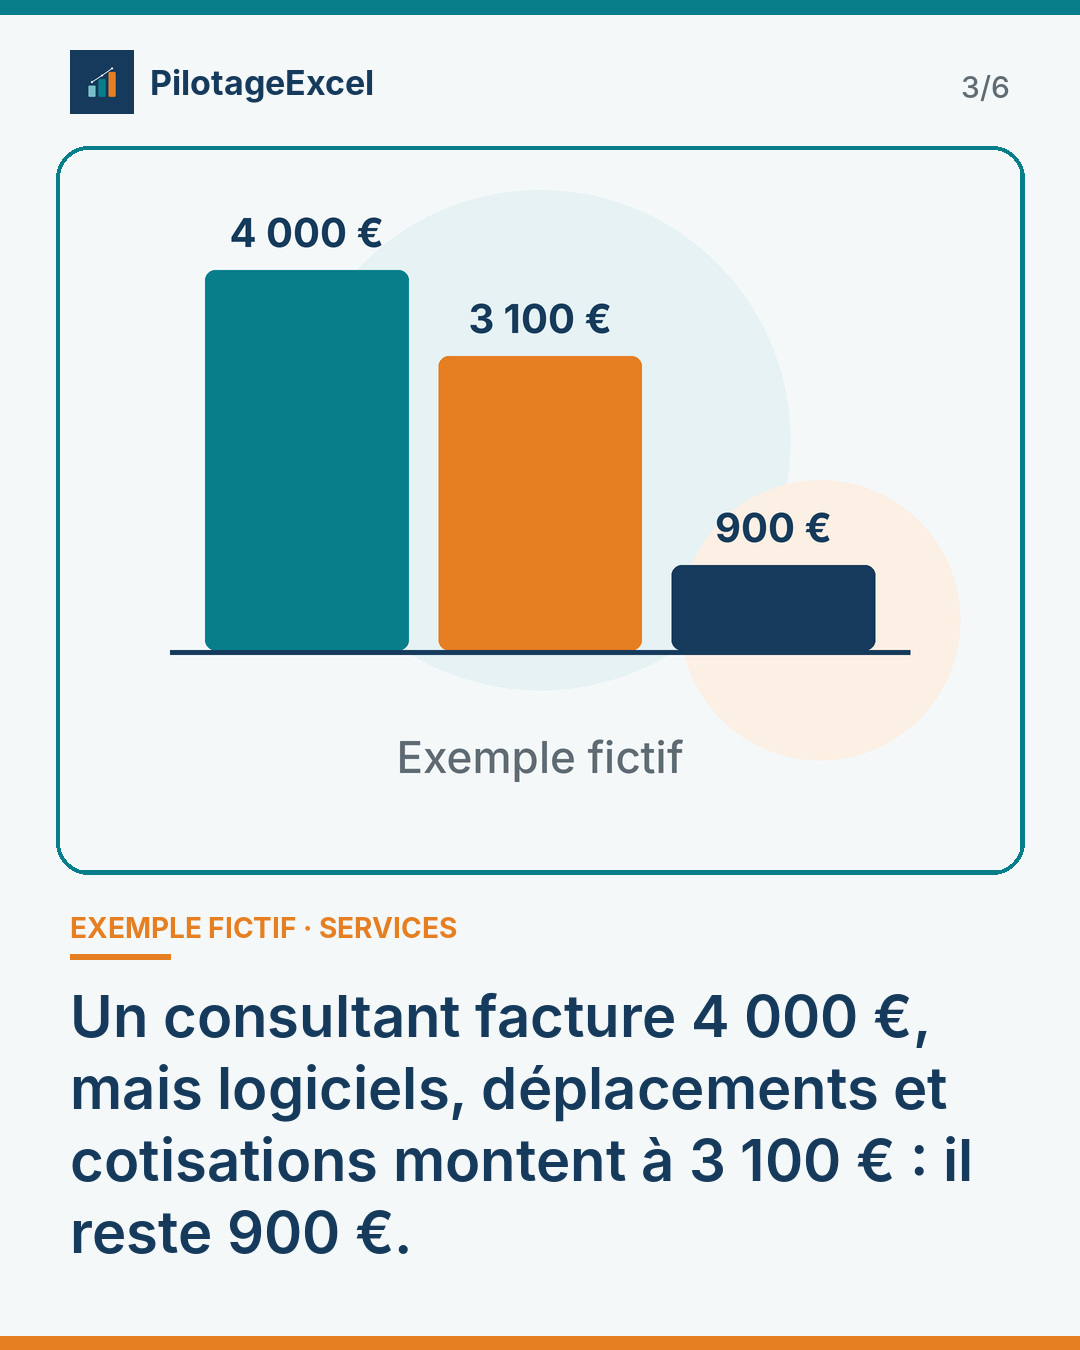 PilotageExcel
3/6
4 000 €
3 100 €
900 €
Exemple fictif
EXEMPLE FICTIF · SERVICES
Un consultant facture 4 000 €,
mais logiciels, déplacements et
cotisations montent à 3 100 € : il
reste 900 €.